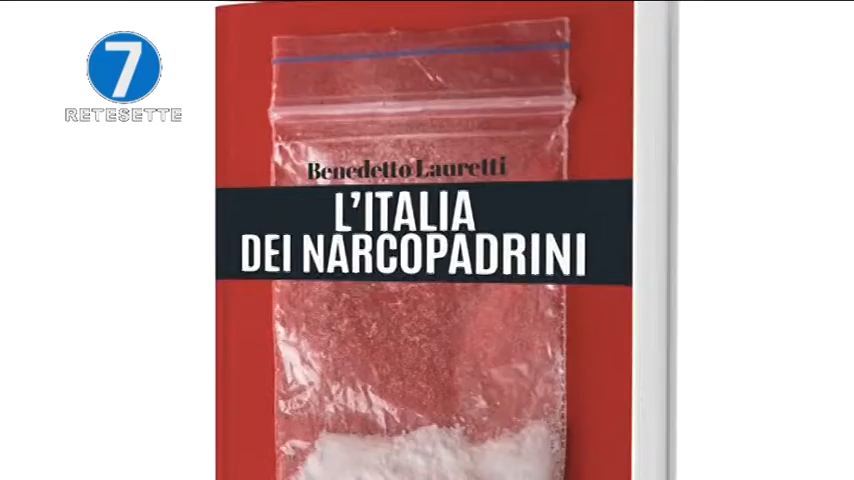 7
RETESETTE
Benedetto Lauretti
L'ITALIA
DEI NARCOPADRINI